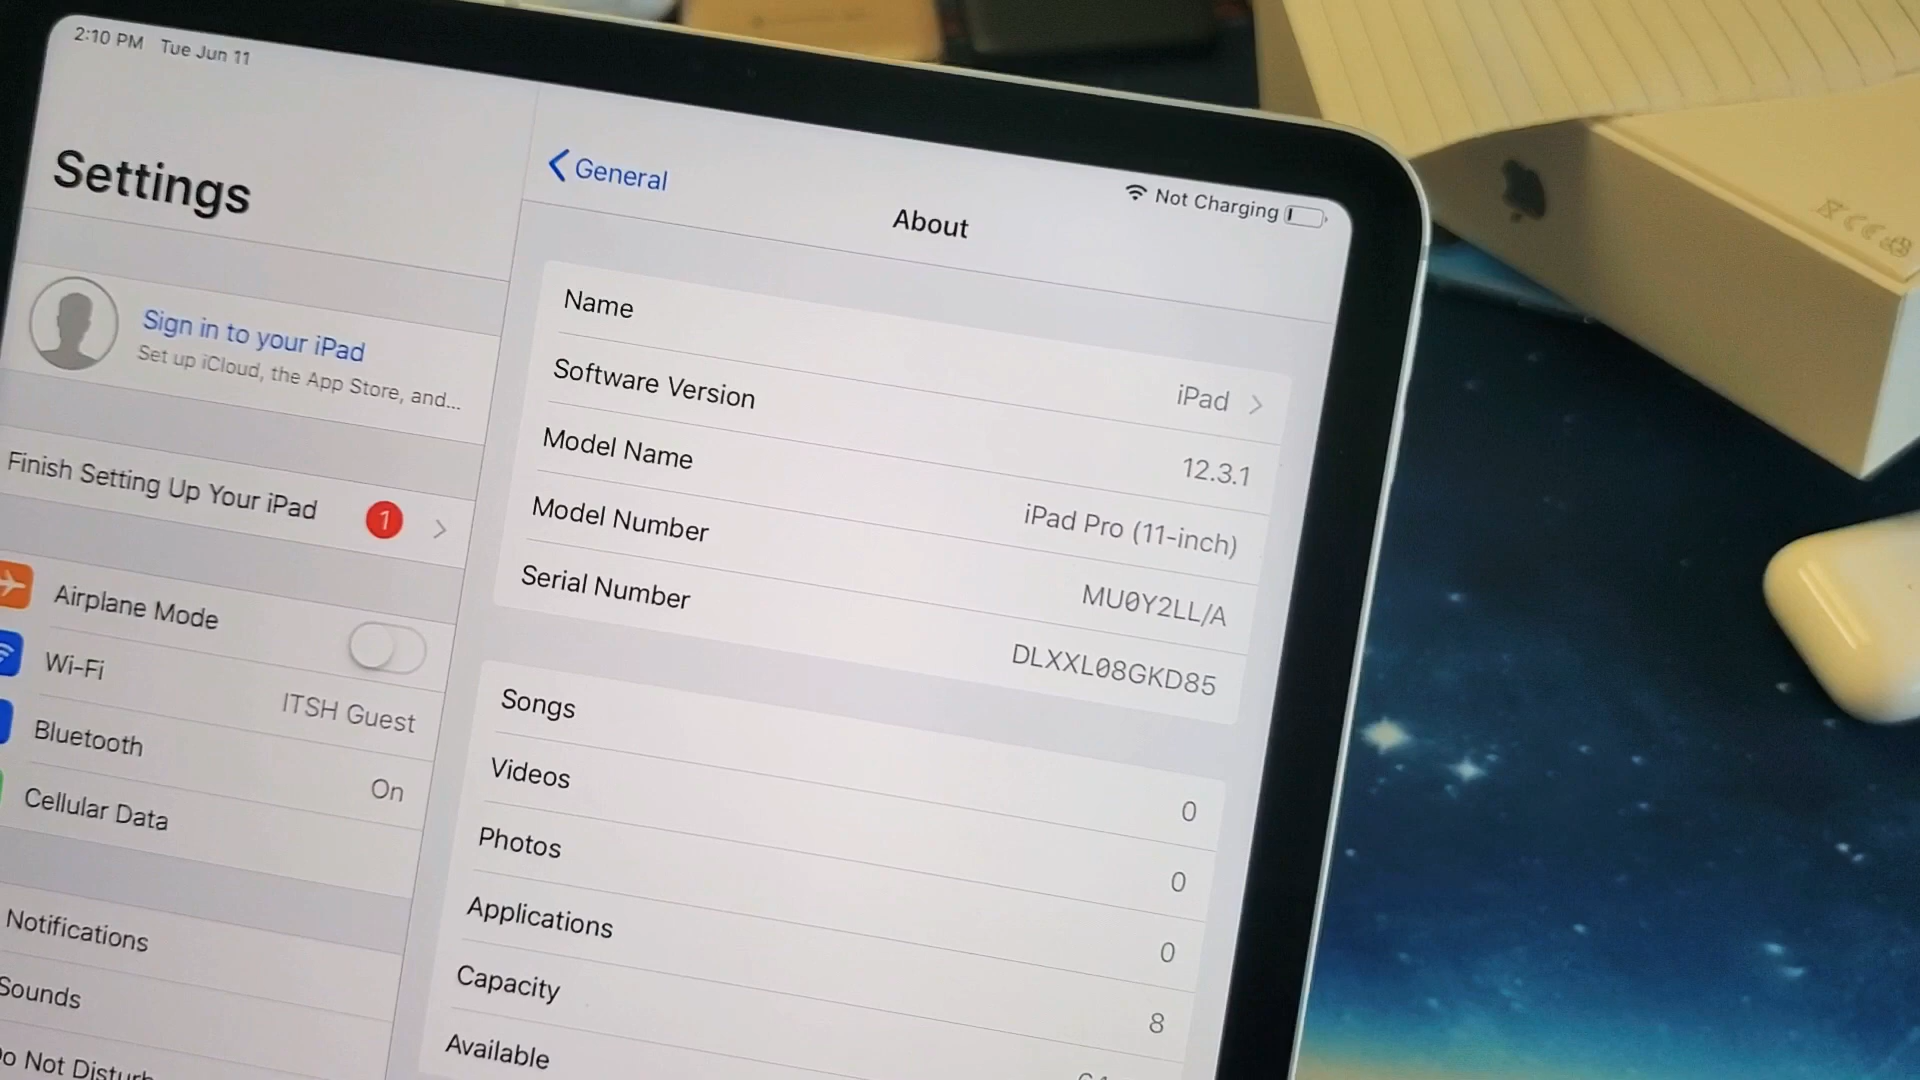 2:10 PM Tue Jun 11
Not Charging
Settings
Sign in to your iPad
Set up iCloud, the App Store, and...
Finish Setting Up Your iPad 1
Airplane Mode
Wi-Fi ITSH Guest
Bluetooth On
Cellular Data
Notifications
Sounds
General
About
Name iPad
Software Version 12.3.1
Model Name iPad Pro (11-inch)
Model Number MU0Y2LL/A
Serial Number DLXXL08GKD85
Songs 0
Videos 0
Photos 0
Applications 8
Capacity
Available